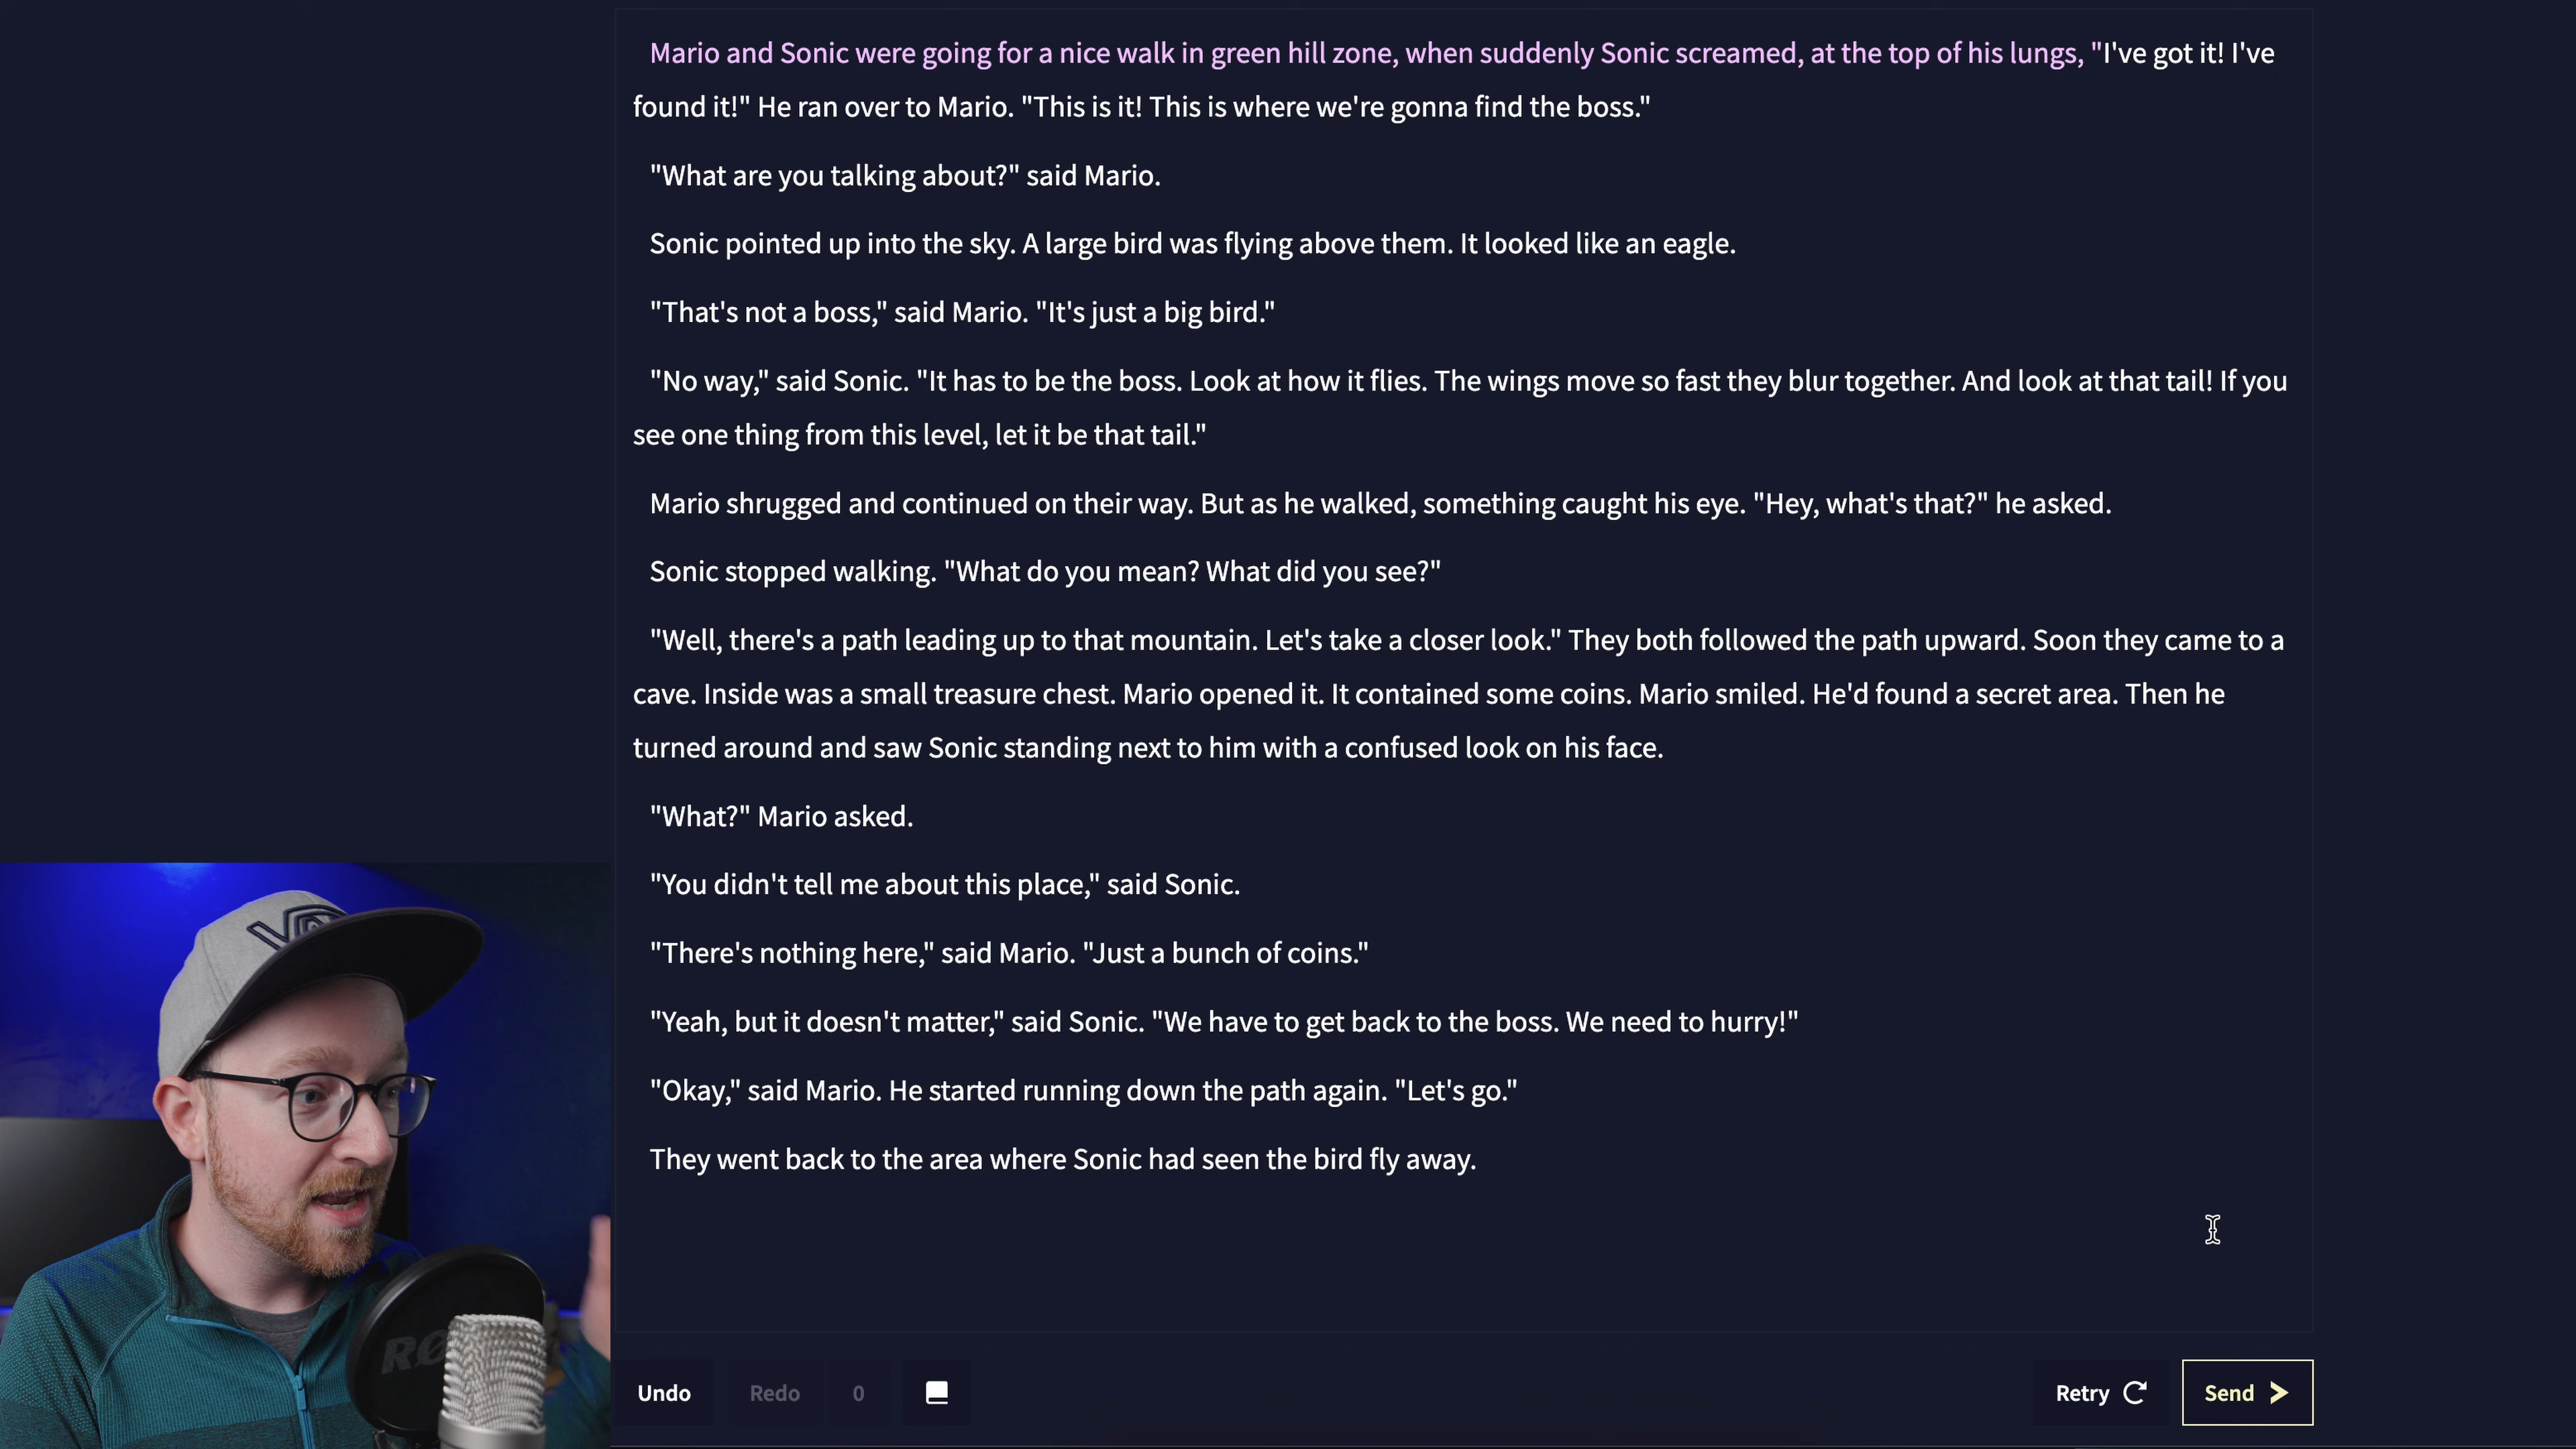 Mario and Sonic were going for a nice walk in green hill zone, when suddenly Sonic screamed, at the top of his lungs, "I've got it! I've
found it!" He ran over to Mario. "This is it! This is where we're gonna find the boss."
"What are you talking about?" said Mario.
Sonic pointed up into the sky. A large bird was flying above them. It looked like an eagle.
"That's not a boss," said Mario. "It's just a big bird."
"No way," said Sonic. "It has to be the boss. Look at how it flies. The wings move so fast they blur together. And look at that tail! If you
see one thing from this level, let it be that tail."
Mario shrugged and continued on their way. But as he walked, something caught his eye. "Hey, what's that?" he asked.
Sonic stopped walking. "What do you mean? What did you see?"
"Well, there's a path leading up to that mountain. Let's take a closer look." They both followed the path upward. Soon they came to a
cave. Inside was a small treasure chest. Mario opened it. It contained some coins. Mario smiled. He'd found a secret area. Then he
turned around and saw Sonic standing next to him with a confused look on his face.
"What?" Mario asked.
"You didn't tell me about this place," said Sonic.
"There's nothing here," said Mario. "Just a bunch of coins."
"Yeah, but it doesn't matter," said Sonic. "We have to get back to the boss. We need to hurry!"
"Okay," said Mario. He started running down the path again. "Let's go."
They went back to the area where Sonic had seen the bird fly away.
Undo
Redo
0
Retry
Send